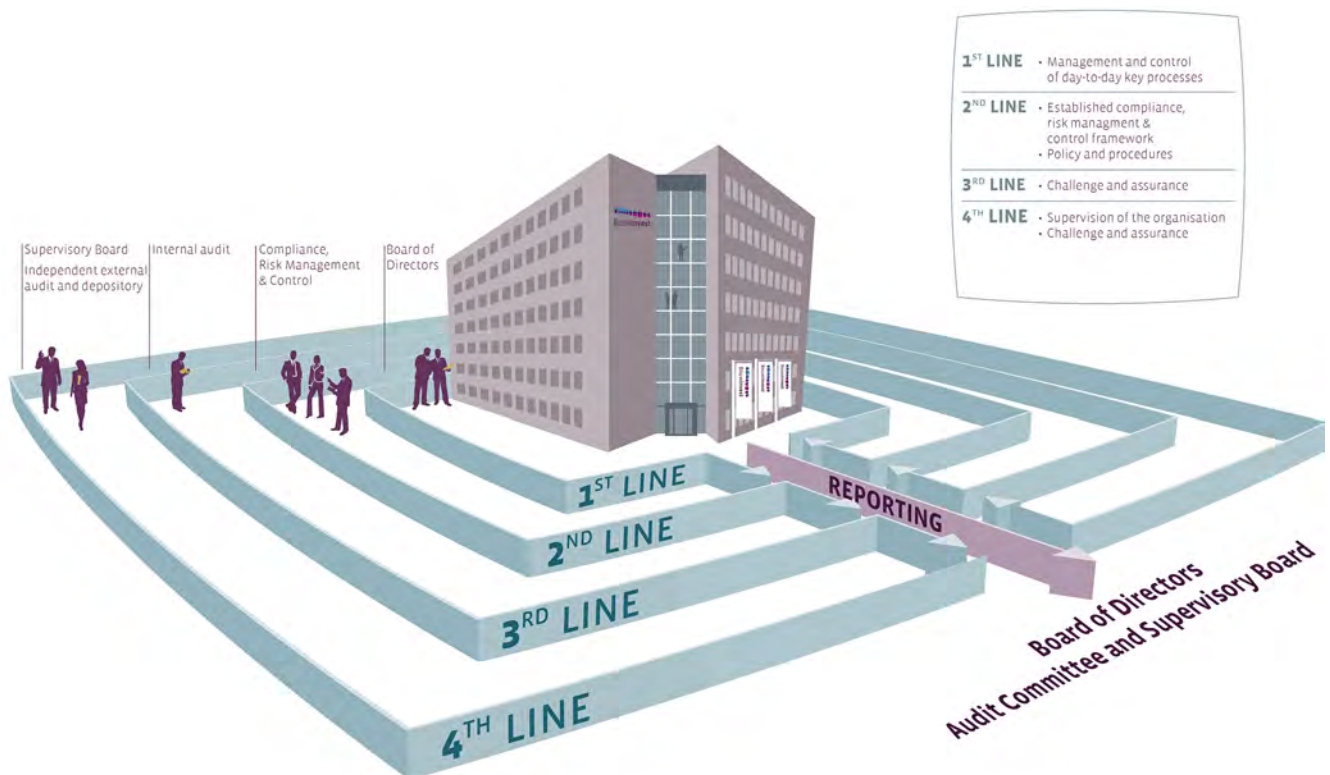 1ST LINE • Management and control
of day-to-day key processes
2ND LINE • Established compliance,
risk managment &
control framework
• Policy and procedures
3RD LINE • Challenge and assurance
4TH LINE • Supervision of the organisation
• Challenge and assurance
Supervisory Board
Independent external
audit and depository
Internal audit
Compliance,
Risk Management
& Control
Board of
Directors
1ST LINE
2ND LINE
3RD LINE
4TH LINE
REPORTING
Board of Directors
Audit Committee and Supervisory Board